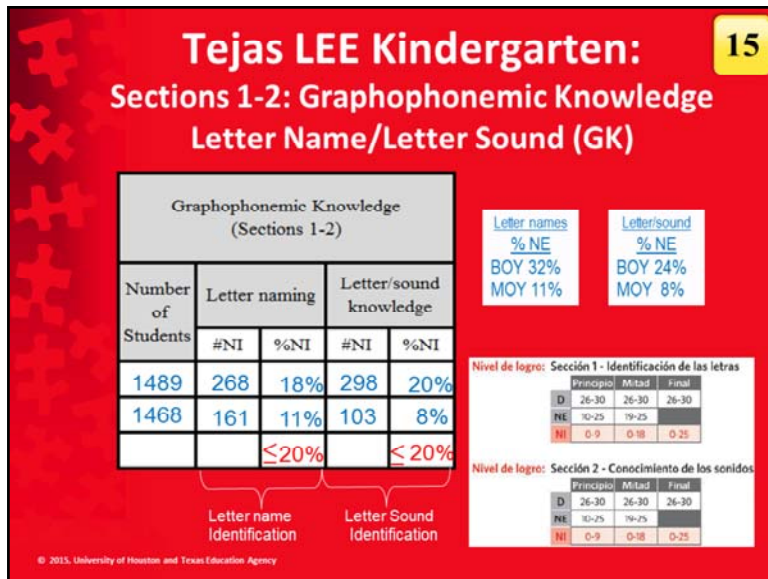 Tejas LEE Kindergarten:
15
Sections 1-2: Graphophonemic Knowledge
Letter Name/Letter Sound (GK)
Graphophonemic Knowledge
(Sections 1-2)
Number
of
Students
Letter naming
Letter/sound
knowledge
#NI %NI #NI %NI
1489 268 18% 298 20%
1468 161 11% 103 8%
≤20% ≤ 20%
Letter name
Identification
Letter Sound
Identification
Letter names
% NE
BOY 32%
MOY 11%
Letter/sound
% NE
BOY 24%
MOY 8%
Nivel de logro: Sección 1 - Identificación de las letras
Principio Mitad Final
D 26-30 26-30 26-30
NE 10-25 19-25
NI 0-9 0-18 0-25
Nivel de logro: Sección 2 - Conocimiento de los sonidos
Principio Mitad Final
D 26-30 26-30 26-30
NE 10-25 19-25
NI 0-9 0-18 0-25
© 2015, University of Houston and Texas Education Agency